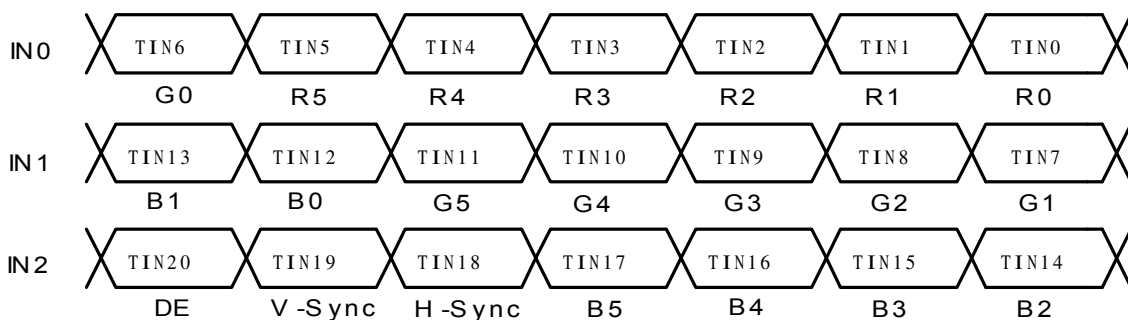 IN0 TIN6 TIN5 TIN4 TIN3 TIN2 TIN1 TIN0
G0 R5 R4 R3 R2 R1 R0
IN1 TIN13 TIN12 TIN11 TIN10 TIN9 TIN8 TIN7
B1 B0 G5 G4 G3 G2 G1
IN2 TIN20 TIN19 TIN18 TIN17 TIN16 TIN15 TIN14
DE V-Sync H-Sync B5 B4 B3 B2